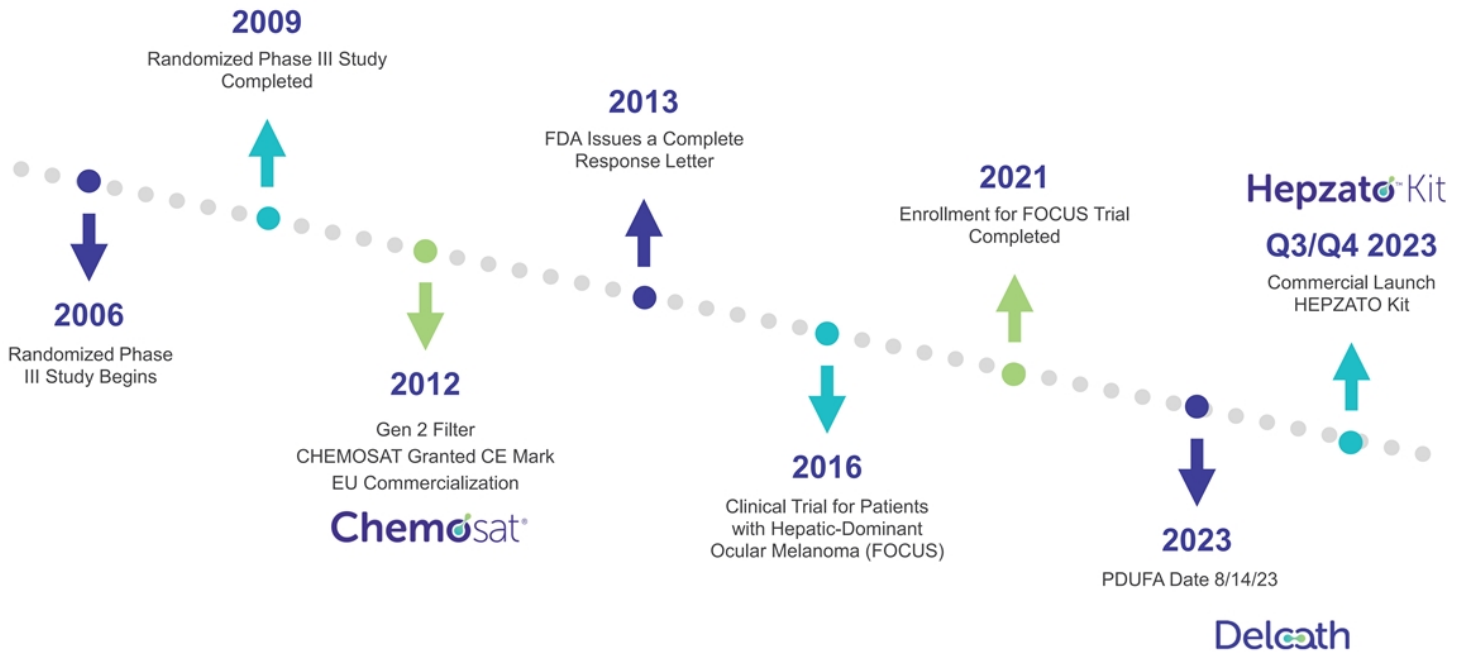 2009
Randomized Phase III Study
Completed
2013
FDA Issues a Complete
Response Letter
2021
Enrollment for FOCUS Trial
Completed
Hepzato™ Kit
Q3/Q4 2023
Commercial Launch
HEPZATO Kit
2006
Randomized Phase
III Study Begins
2012
Gen 2 Filter
CHEMOSAT Granted CE Mark
EU Commercialization
Chemosat®
2016
Clinical Trial for Patients
with Hepatic-Dominant
Ocular Melanoma (FOCUS)
2023
PDUFA Date 8/14/23
Delcath